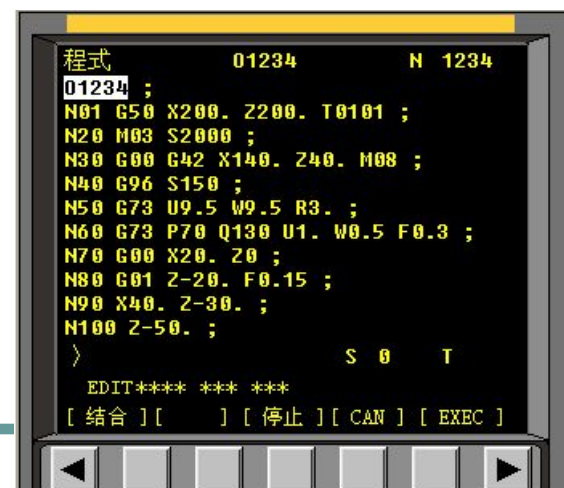 程式 O1234 N 1234
O1234 ;
N01 G50 X200. Z200. T0101 ;
N20 M03 S2000 ;
N30 G00 G42 X140. Z40. M08 ;
N40 G96 S150 ;
N50 G73 U9.5 W9.5 R3. ;
N60 G73 P70 Q130 U1. W0.5 F0.3 ;
N70 G00 X20. Z0 ;
N80 G01 Z-20. F0.15 ;
N90 X40. Z-30. ;
N100 Z-50. ;
〉 S 0 T
EDIT**** *** ***
[ 结合 ][ ] [ 停止 ][ CAN ] [ EXEC ]